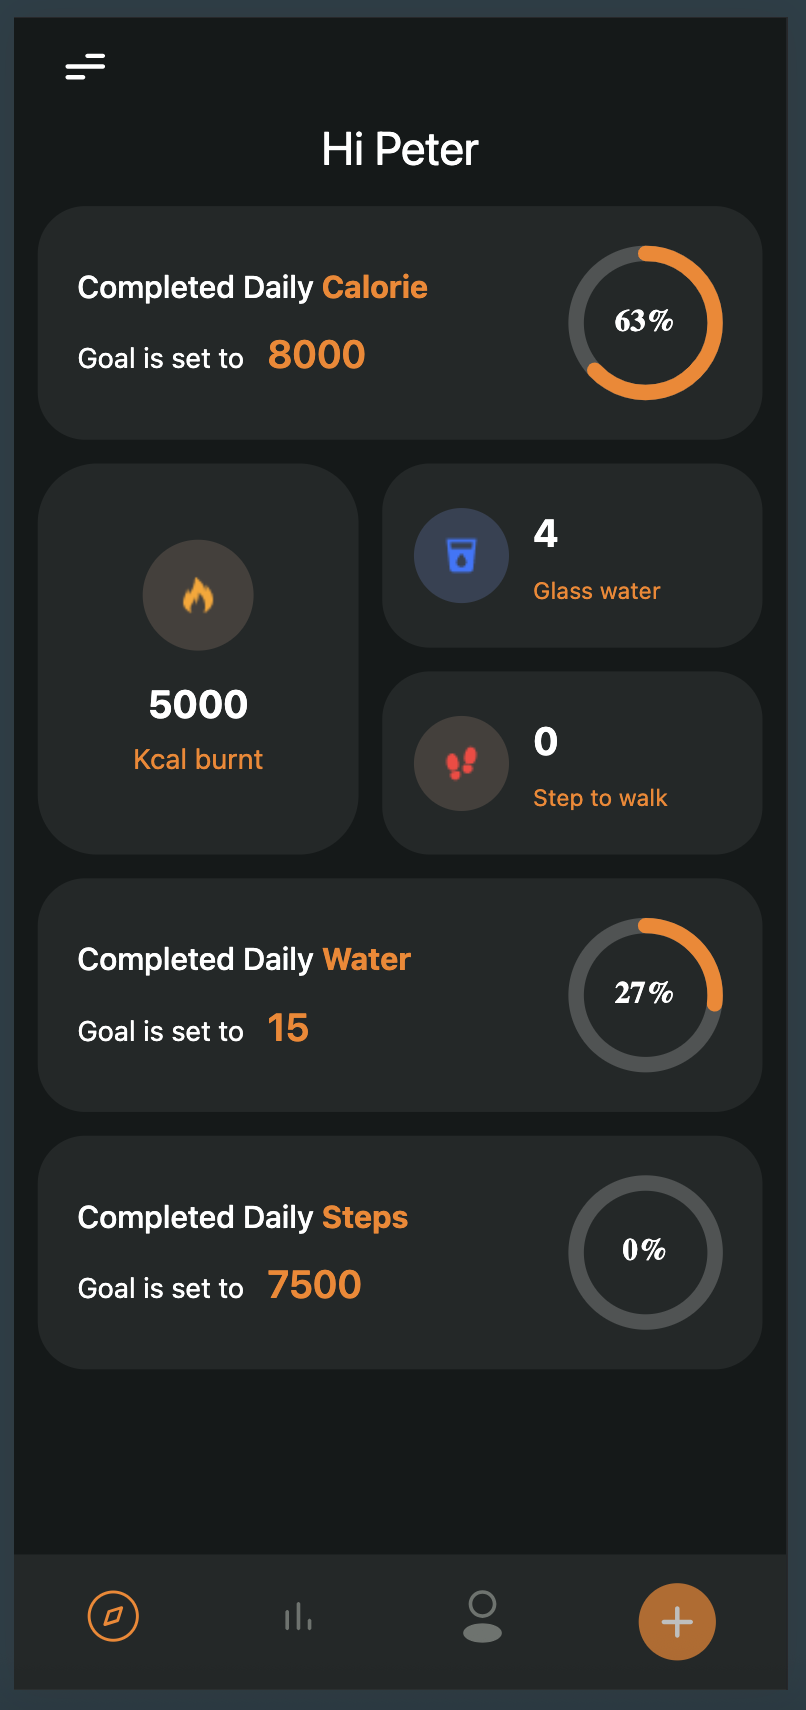 Hi Peter
Completed Daily Calorie
Goal is set to 8000
63%
5000
Kcal burnt
4
Glass water
0
Step to walk
Completed Daily Water
Goal is set to 15
27%
Completed Daily Steps
Goal is set to 7500
0%